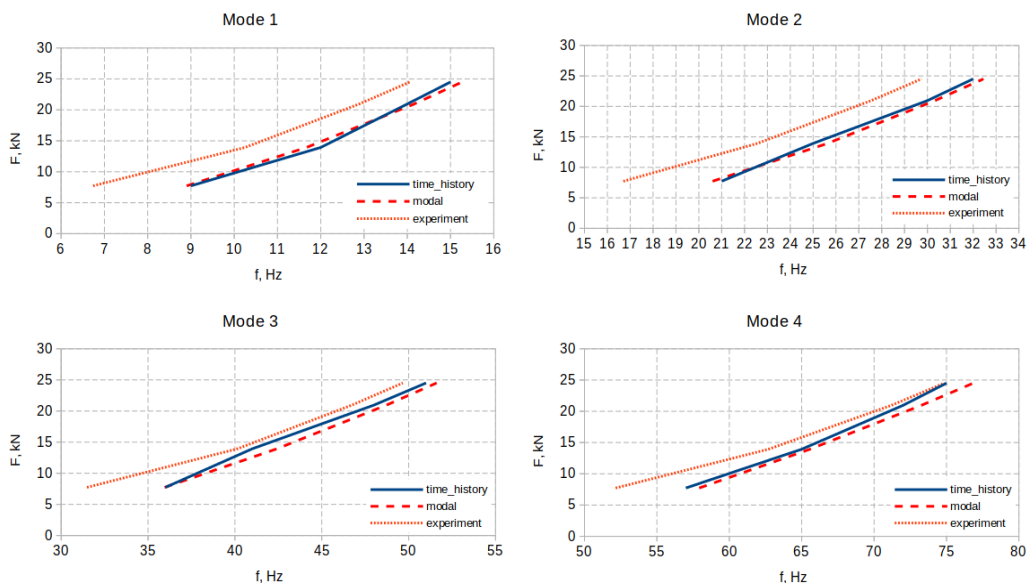 Mode 1
F, kN
30
25
20
15
10
5
0
6 7 8 9 10 11 12 13 14 15 16
f, Hz
time_history
modal
experiment
Mode 2
F, kN
30
25
20
15
10
5
0
15 16 17 18 19 20 21 22 23 24 25 26 27 28 29 30 31 32 33 34
f, Hz
time_history
modal
experiment
Mode 3
F, kN
30
25
20
15
10
5
0
30 35 40 45 50 55
f, Hz
time_history
modal
experiment
Mode 4
F, kN
30
25
20
15
10
5
0
50 55 60 65 70 75 80
f, Hz
time_history
modal
experiment